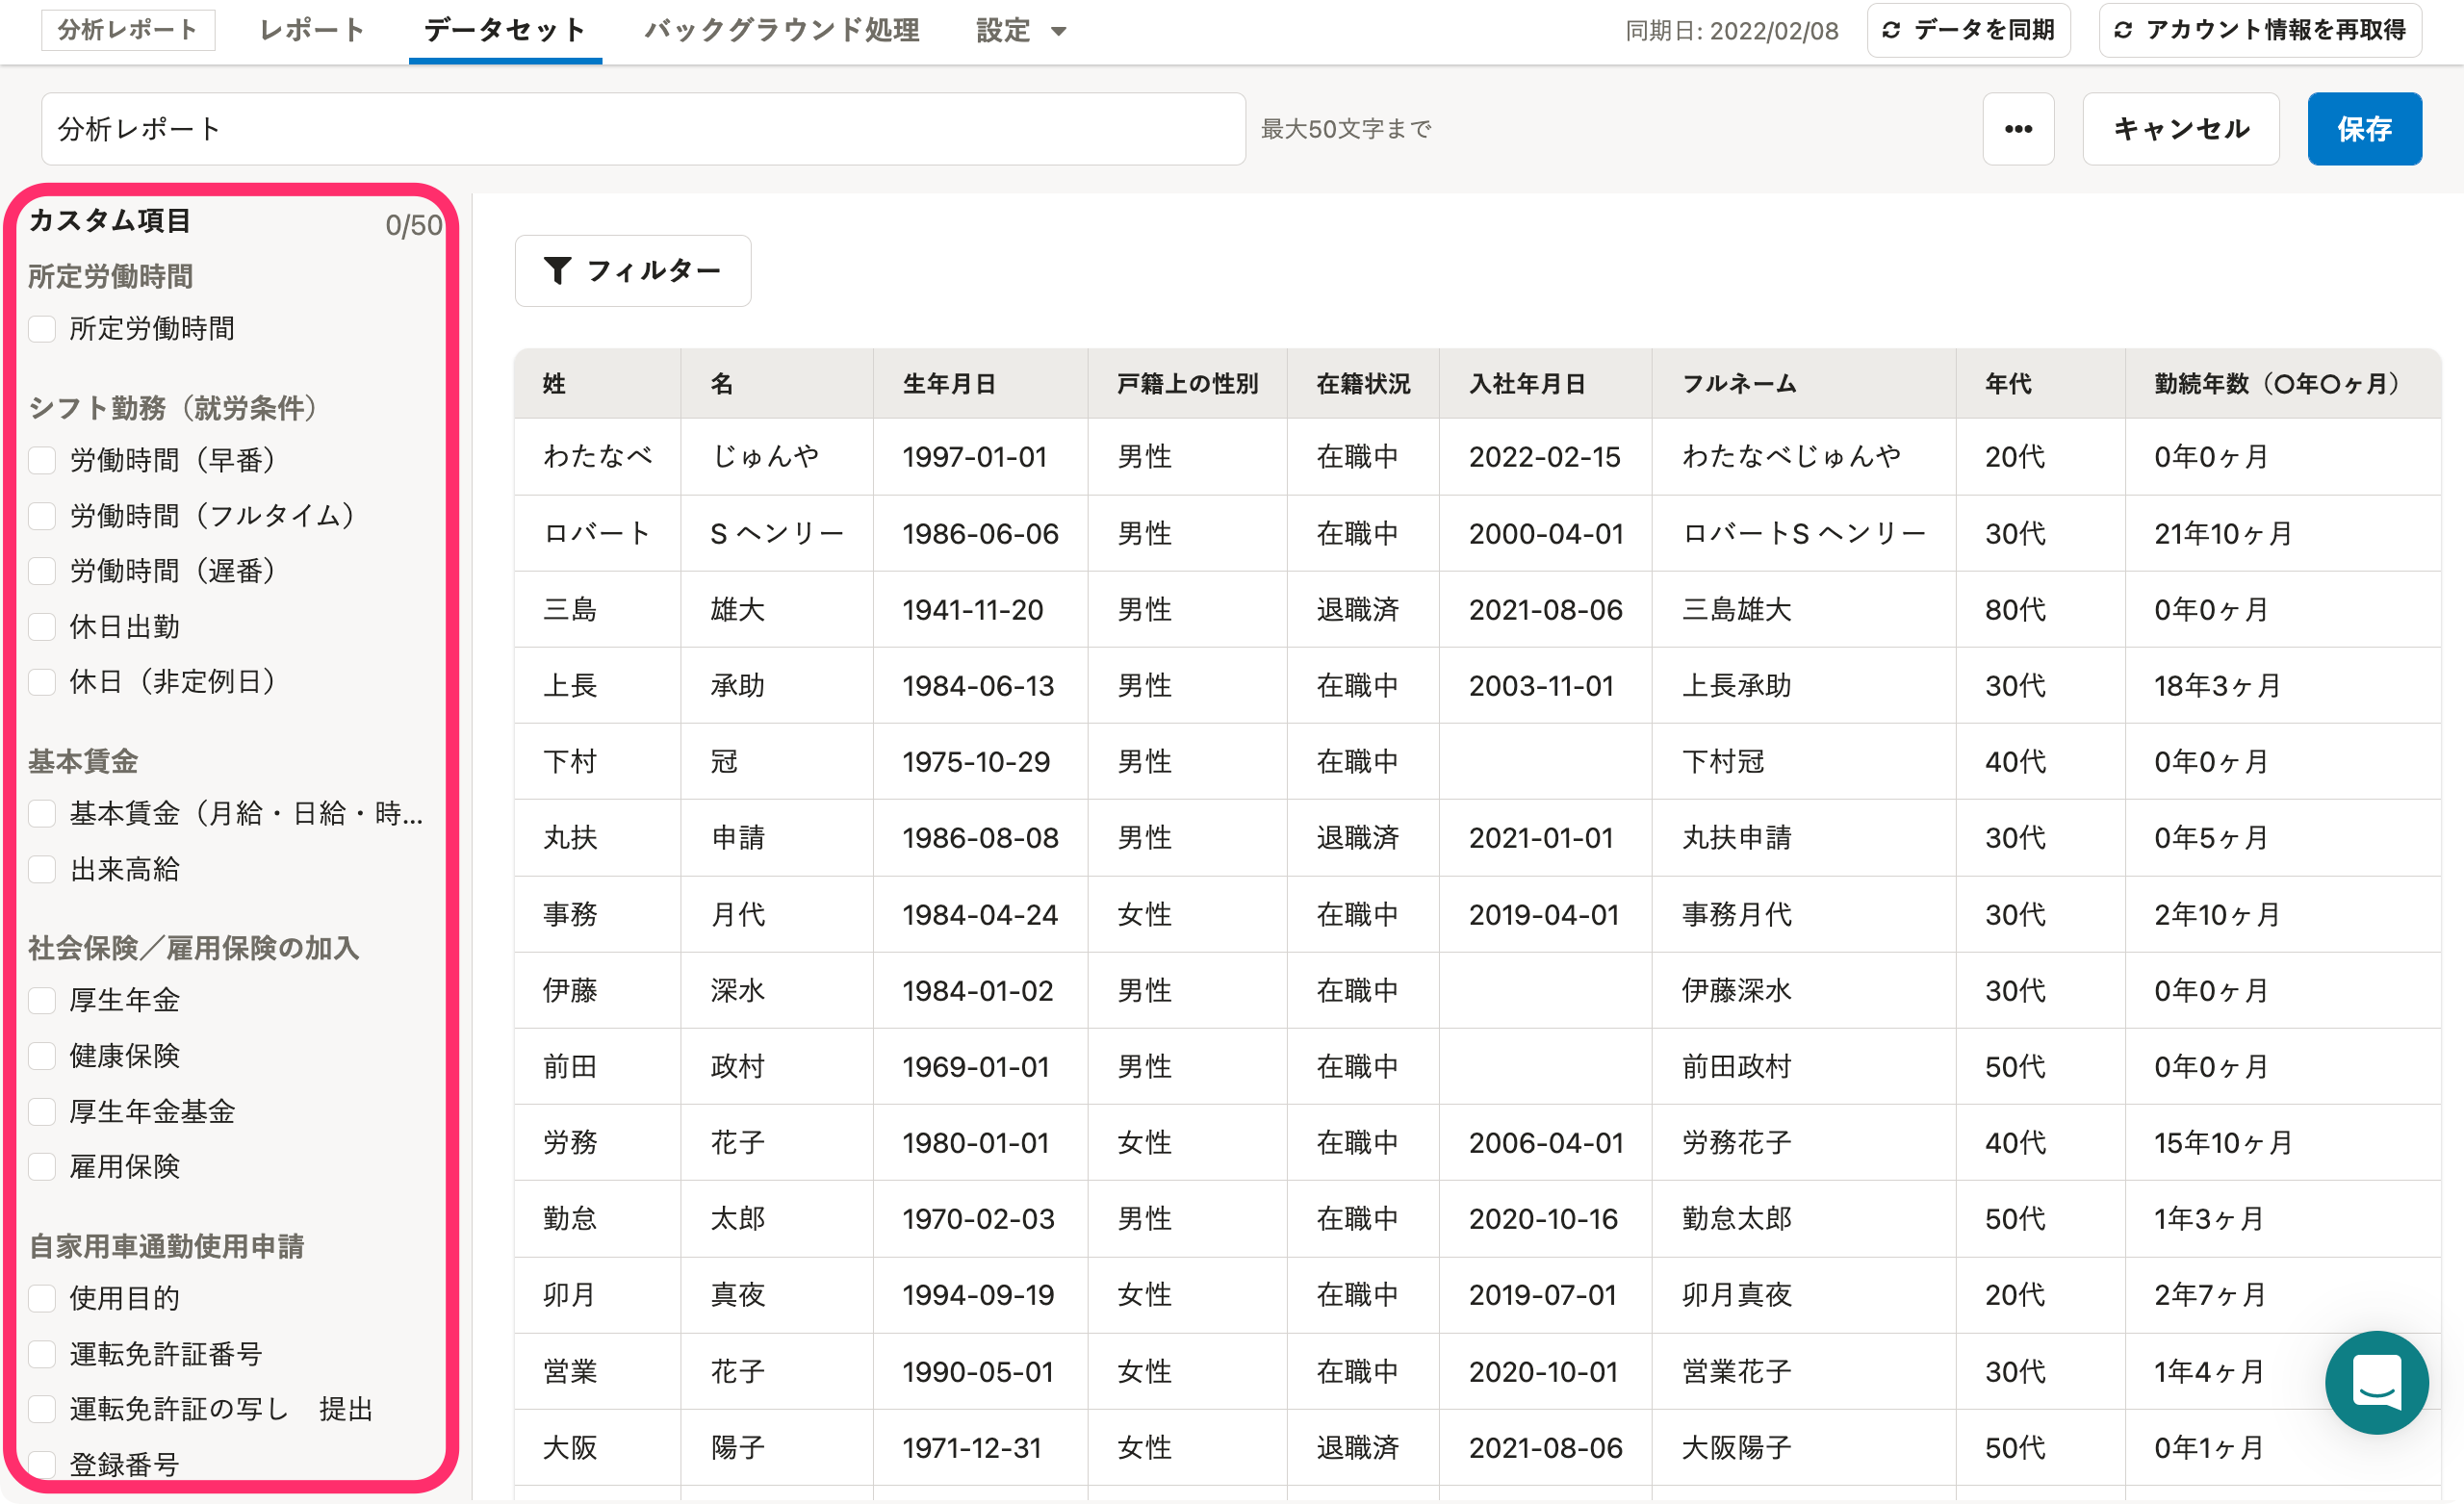 分析レポート レポート データセット バックグラウンド処理 設定 同期日: 2022/02/08 データを同期 アカウント情報を再取得
分析レポート 最大50文字まで ••• キャンセル 保存
カスタム項目 0/50
所定労働時間
所定労働時間
シフト勤務（就労条件）
労働時間（早番）
労働時間（フルタイム）
労働時間（遅番）
休日出勤
休日（非定例日）
基本賃金
基本賃金（月給・日給・時...
出来高給
社会保険／雇用保険の加入
厚生年金
健康保険
厚生年金基金
雇用保険
自家用車通勤使用申請
使用目的
運転免許証番号
運転免許証の写し　提出
登録番号
フィルター
姓 名 生年月日 戸籍上の性別 在籍状況 入社年月日 フルネーム 年代 勤続年数（〇年〇ヶ月）
わたなべ じゅんや 1997-01-01 男性 在職中 2022-02-15 わたなべじゅんや 20代 0年0ヶ月
ロバート S ヘンリー 1986-06-06 男性 在職中 2000-04-01 ロバートS ヘンリー 30代 21年10ヶ月
三島 雄大 1941-11-20 男性 退職済 2021-08-06 三島雄大 80代 0年0ヶ月
上長 承助 1984-06-13 男性 在職中 2003-11-01 上長承助 30代 18年3ヶ月
下村 冠 1975-10-29 男性 在職中 下村冠 40代 0年0ヶ月
丸扶 申請 1986-08-08 男性 退職済 2021-01-01 丸扶申請 30代 0年5ヶ月
事務 月代 1984-04-24 女性 在職中 2019-04-01 事務月代 30代 2年10ヶ月
伊藤 深水 1984-01-02 男性 在職中 伊藤深水 30代 0年0ヶ月
前田 政村 1969-01-01 男性 在職中 前田政村 50代 0年0ヶ月
労務 花子 1980-01-01 女性 在職中 2006-04-01 労務花子 40代 15年10ヶ月
勤怠 太郎 1970-02-03 男性 在職中 2020-10-16 勤怠太郎 50代 1年3ヶ月
卯月 真夜 1994-09-19 女性 在職中 2019-07-01 卯月真夜 20代 2年7ヶ月
営業 花子 1990-05-01 女性 在職中 2020-10-01 営業花子 30代 1年4ヶ月
大阪 陽子 1971-12-31 女性 退職済 2021-08-06 大阪陽子 50代 0年1ヶ月